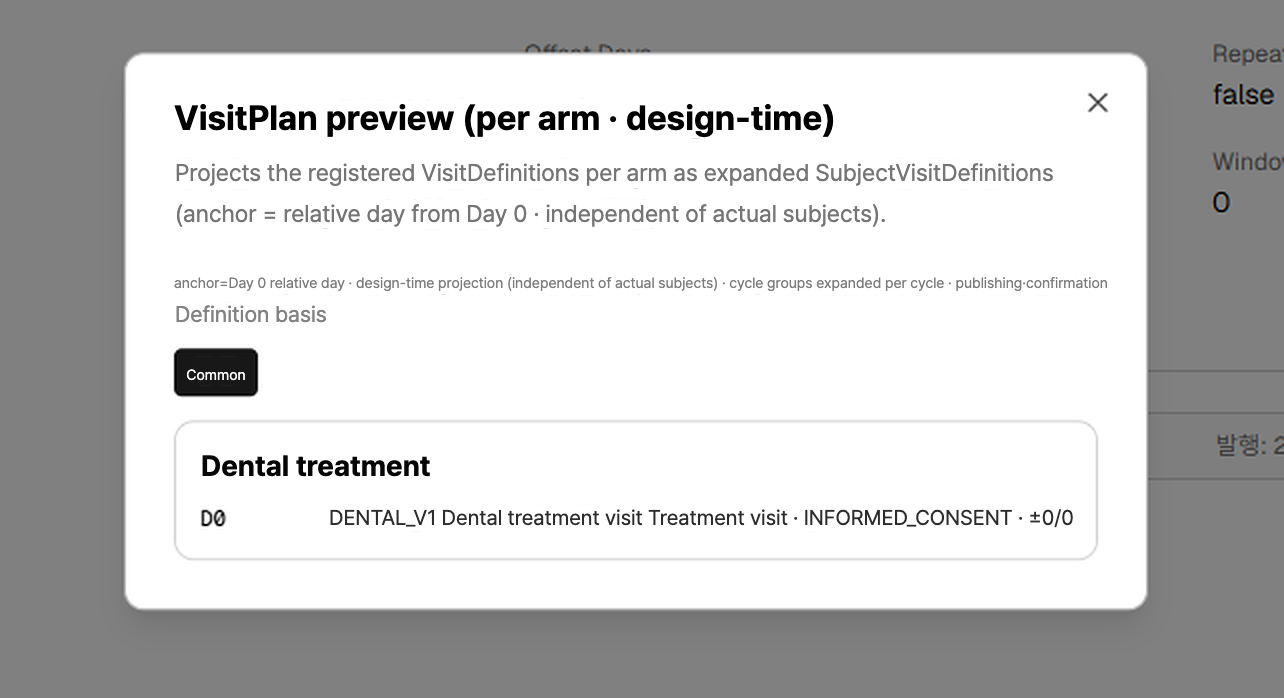 Offset Days
Repeat
false
VisitPlan preview (per arm · design-time)
Projects the registered VisitDefinitions per arm as expanded SubjectVisitDefinitions
(anchor = relative day from Day 0 · independent of actual subjects).
0
anchor=Day 0 relative day · design-time projection (independent of actual subjects) · cycle groups expanded per cycle · publishing·confirmation
Definition basis
Common
발행: 2
Dental treatment
D0 DENTAL_V1 Dental treatment visit Treatment visit · INFORMED_CONSENT · ±0/0